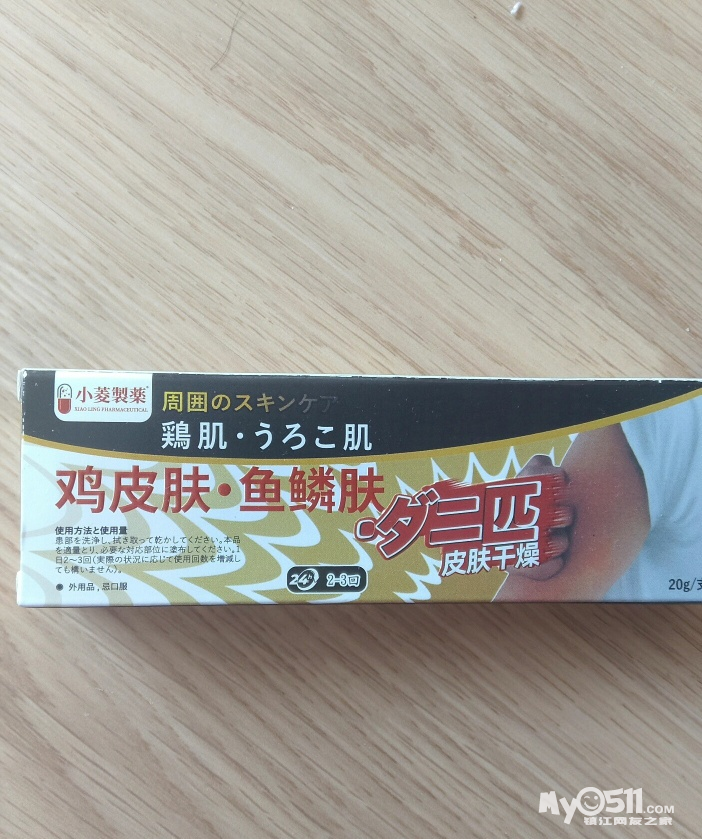 小菱製薬
XIAO LING PHARMACEUTICAL
周囲のスキンケア
鶏肌・うろこ肌
鸡皮肤・鱼鳞肤
・ダニ匹
皮肤干燥
使用方法と使用量
患部を洗浄し、拭き取って乾かしてください。本品
を適量とり、必要な対応部位に塗布してください。1
日2～3回(実際の状況に応じて使用回数を増減し
ても構いません)。
● 外用品,忌口服
24h
2-3回
20g/支
My0511.COM
镇江网友之家